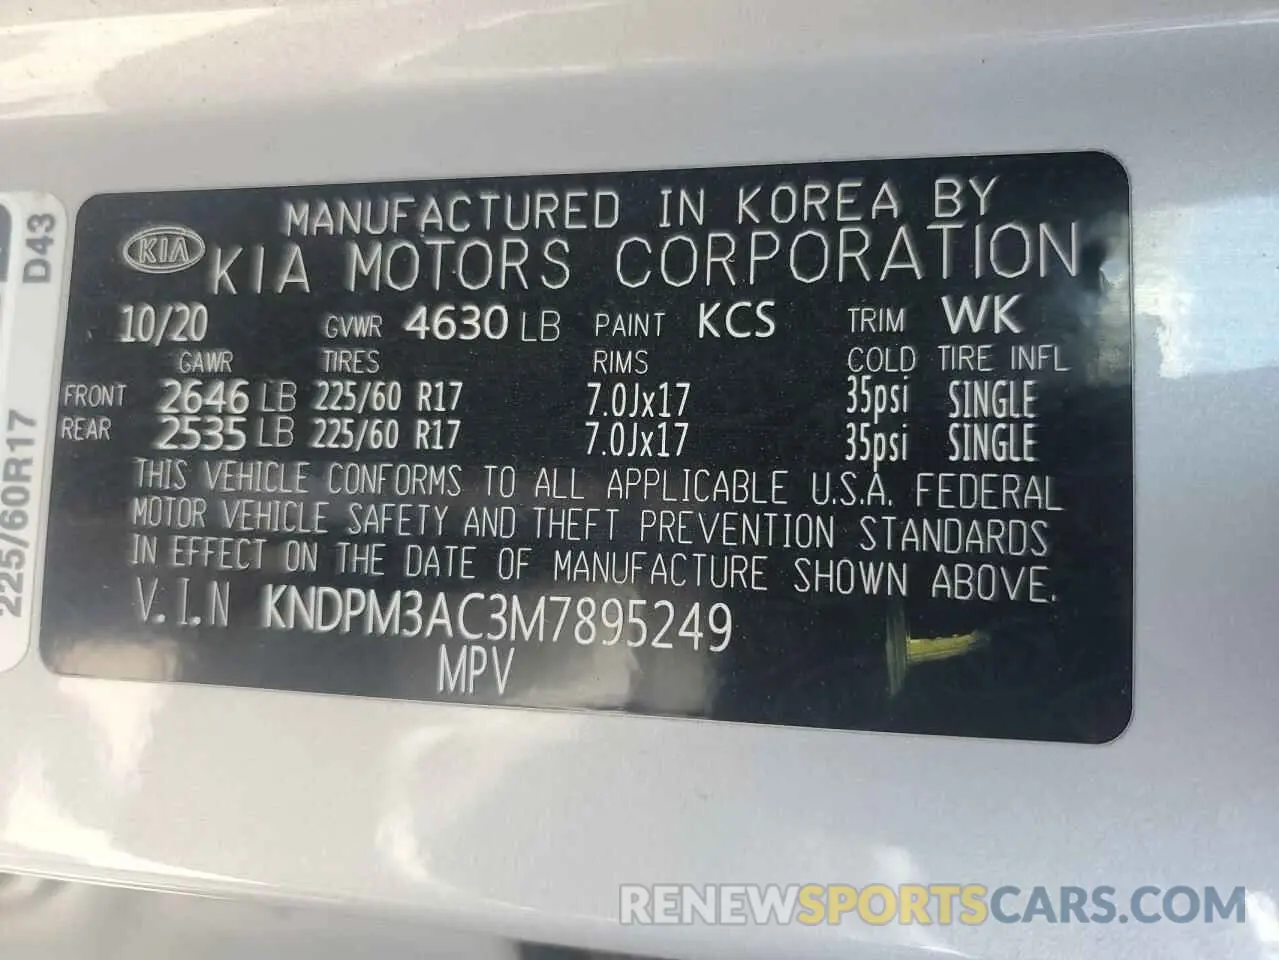 MANUFACTURED IN KOREA BY
KIA KIA MOTORS CORPORATION
10/20 GVWR 4630 LB PAINT KCS TRIM WK
GAWR TIRES RIMS COLD TIRE INFL
FRONT 2646 LB 225/60 R17 7.0Jx17 35psi SINGLE
REAR 2535 LB 225/60 R17 7.0Jx17 35psi SINGLE
THIS VEHICLE CONFORMS TO ALL APPLICABLE U.S.A. FEDERAL
MOTOR VEHICLE SAFETY AND THEFT PREVENTION STANDARDS
IN EFFECT ON THE DATE OF MANUFACTURE SHOWN ABOVE.
V.I.N KNDPM3AC3M7895249
MPV
225/60R17 D43
RENEWSPORTSCARS.COM